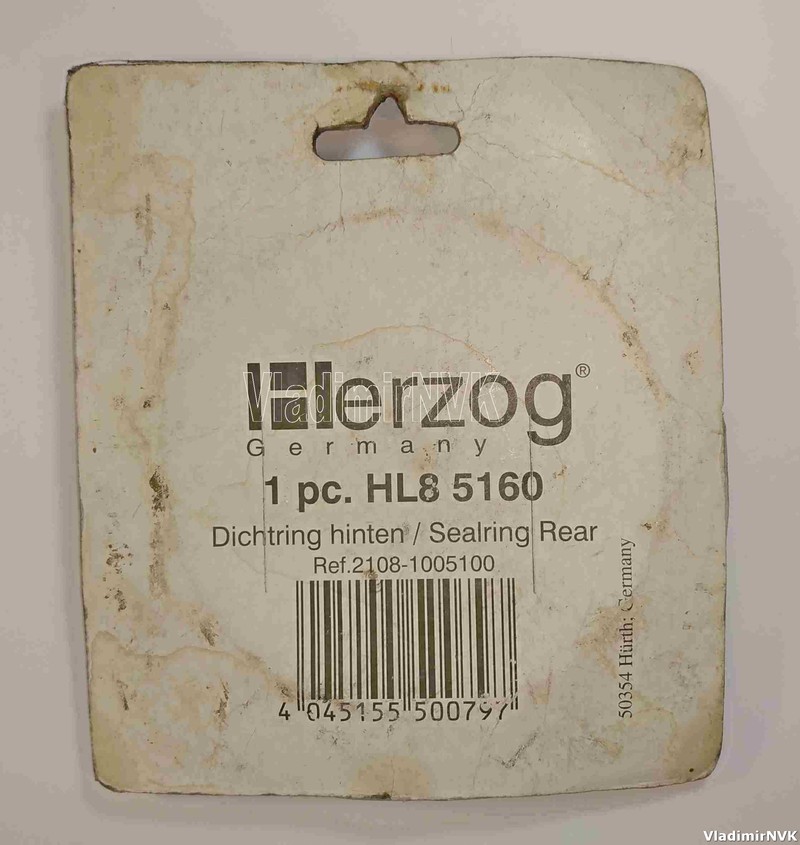 Herzog®
VladimirNVK
Germany
1 pc. HL8 5160
Dichtring hinten / Sealring Rear
Ref.2108-1005100
4 045155 500797
50354 Hürth; Germany
VladimirNVK